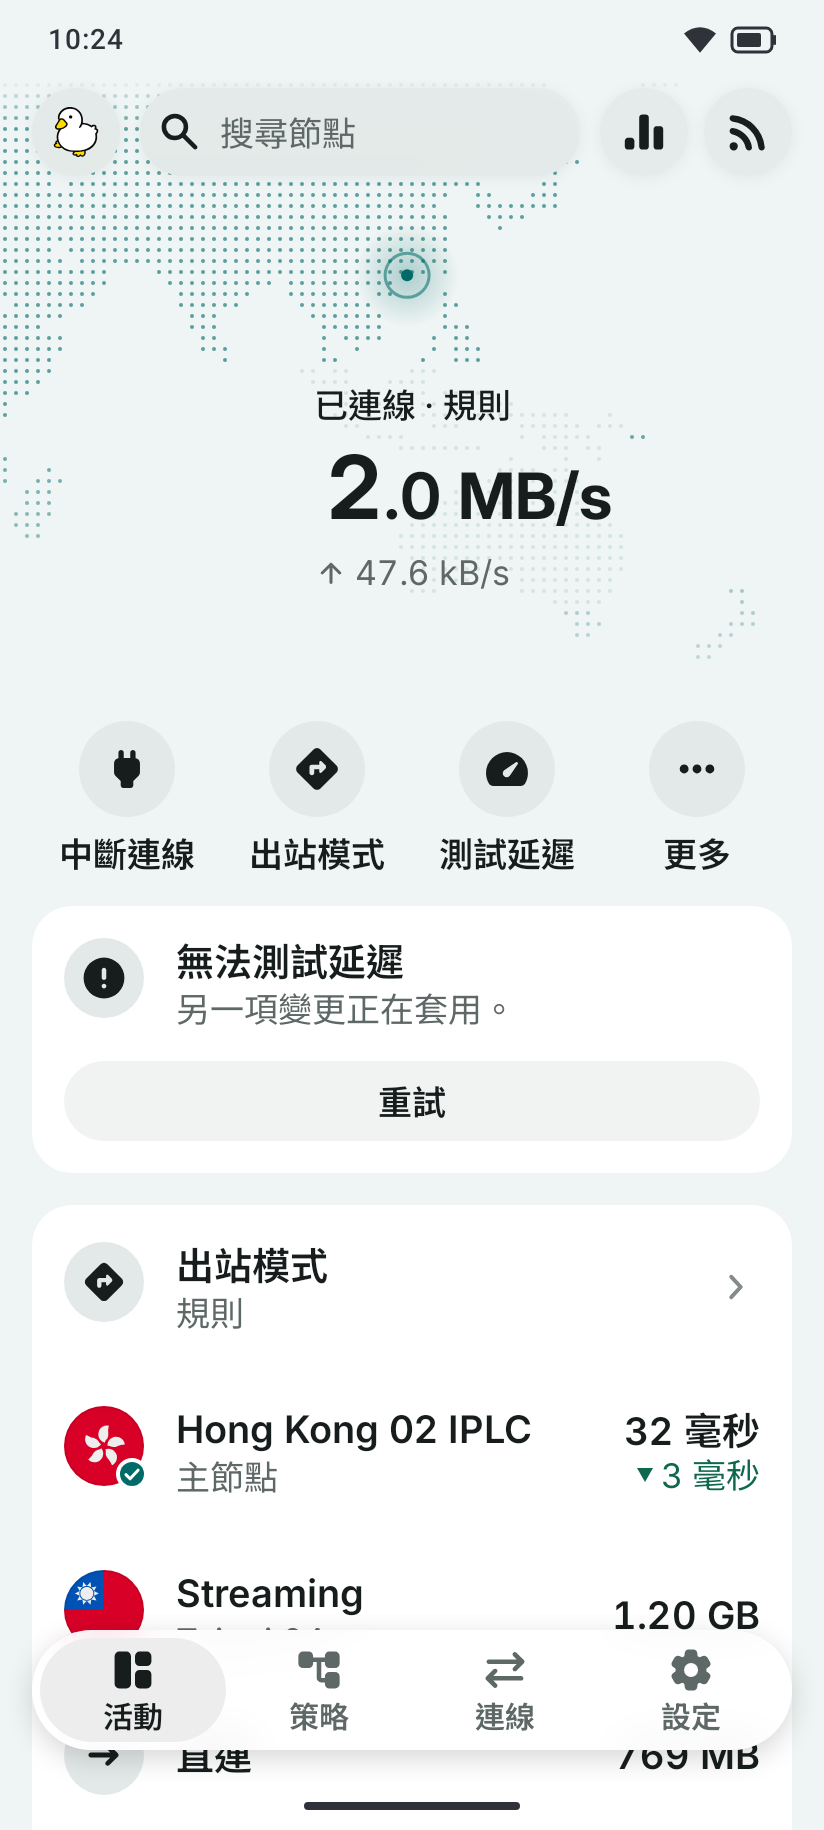 10:24
搜尋節點
已連線 · 規則
2.0 MB/s
↑ 47.6 kB/s
中斷連線
出站模式
測試延遲
更多
無法測試延遲
另一項變更正在套用。
重試
出站模式
規則
Hong Kong 02 IPLC
32 毫秒
主節點
▼3 毫秒
Streaming
1.20 GB
活動
策略
連線
設定
直連
769 MB